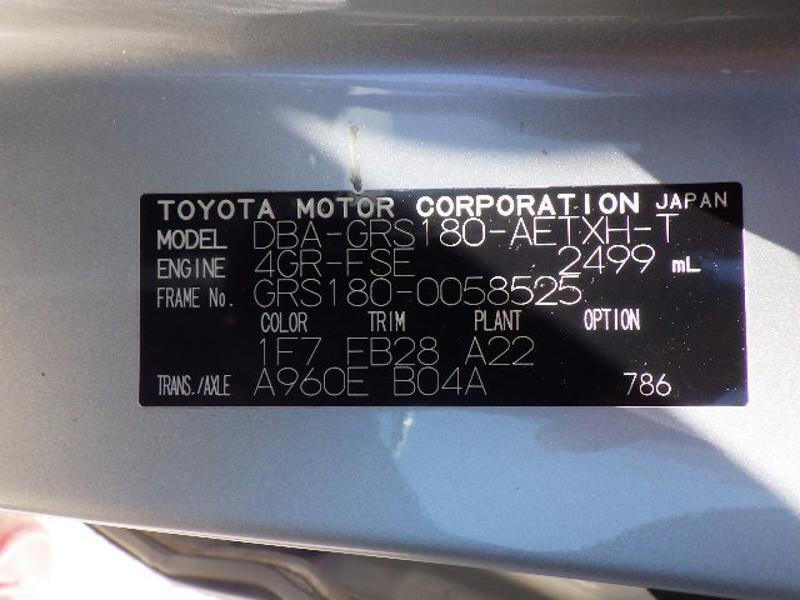 TOYOTA MOTOR CORPORATION JAPAN
MODEL DBA-GRS180-AETXH-T
ENGINE 4GR-FSE 2499 mL
FRAME No. GRS180-0058525
COLOR TRIM PLANT OPTION
1F7 FB28 A22
TRANS./AXLE A960E B04A 786